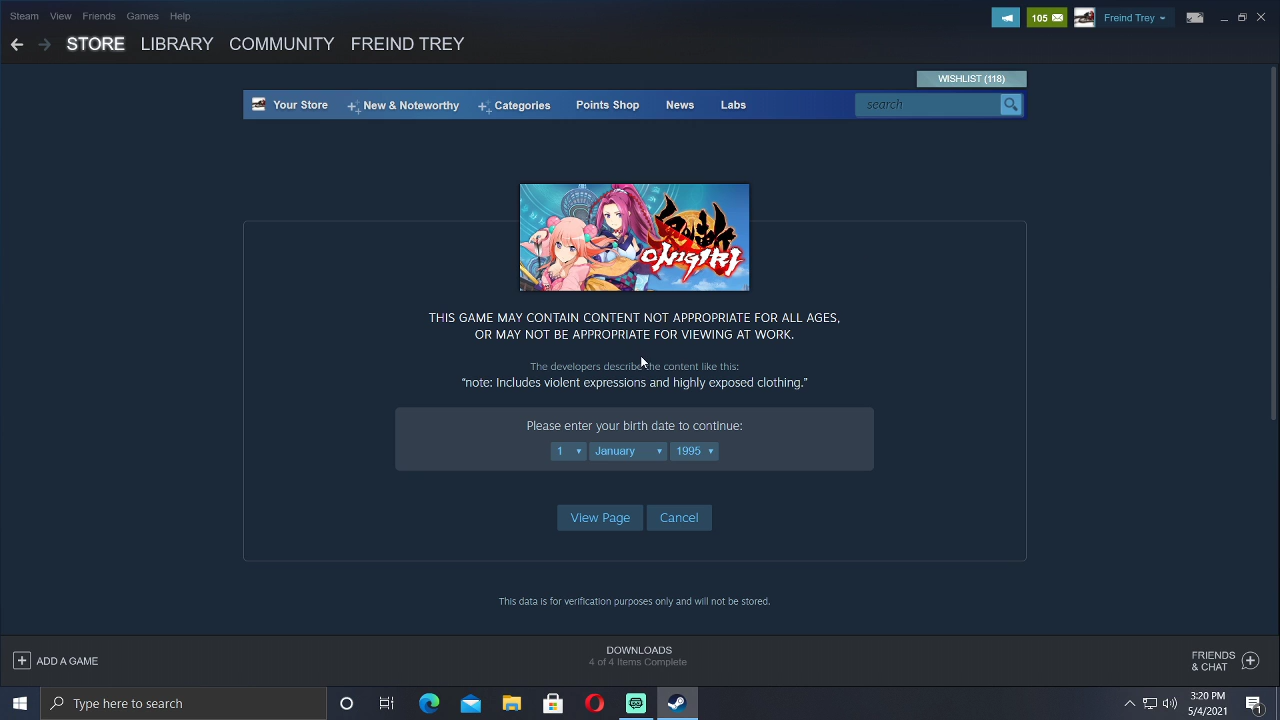 Steam View Friends Games Help
105 Freind Trey
STORE LIBRARY COMMUNITY FREIND TREY
WISHLIST (118)
Your Store New & Noteworthy Categories Points Shop News Labs search
鬼斬
ONIGIRI
THIS GAME MAY CONTAIN CONTENT NOT APPROPRIATE FOR ALL AGES,
OR MAY NOT BE APPROPRIATE FOR VIEWING AT WORK.
The developers describe the content like this:
“note: Includes violent expressions and highly exposed clothing.”
Please enter your birth date to continue:
1 January 1995
View Page Cancel
This data is for verification purposes only and will not be stored.
ADD A GAME
DOWNLOADS
4 of 4 Items Complete
FRIENDS
& CHAT
Type here to search
3:20 PM
5/4/2021
1